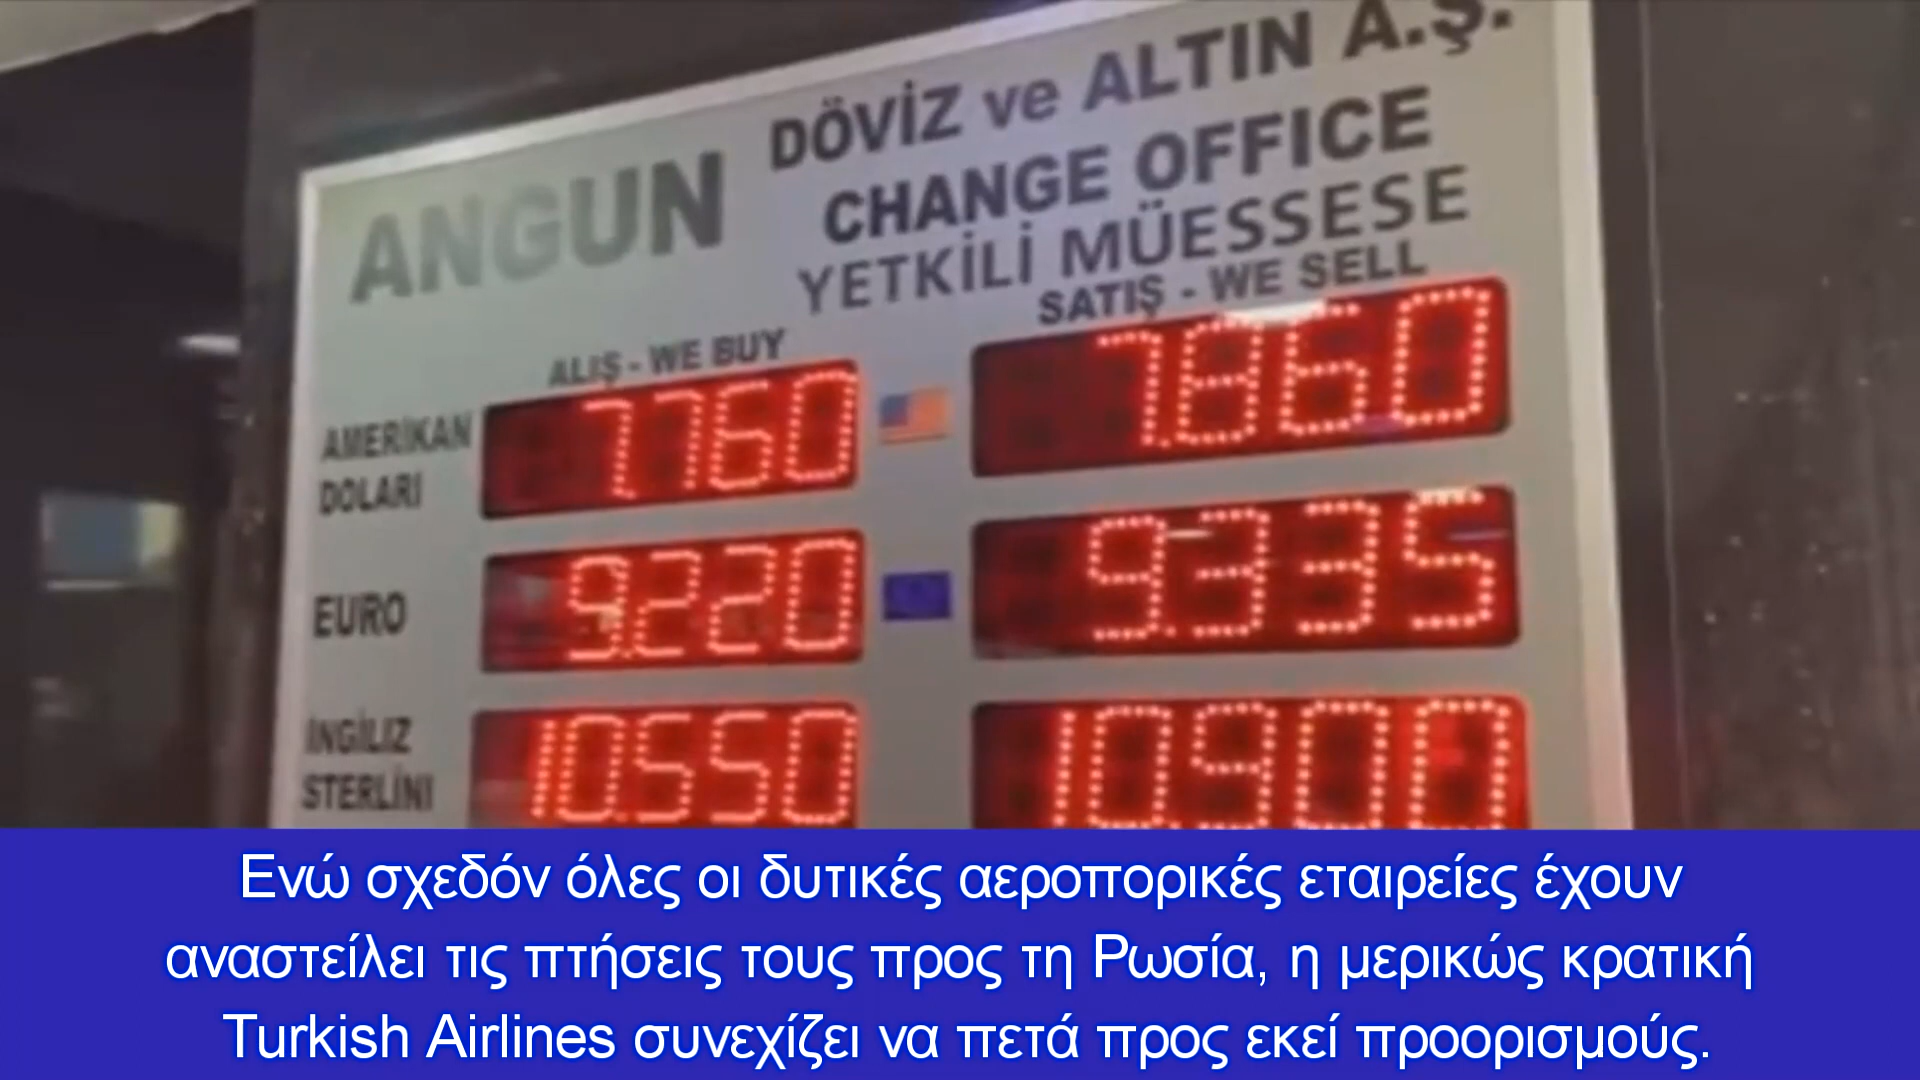 ANGUN
DÖVİZ ve ALTIN A.Ş.
CHANGE OFFICE
YETKİLİ MÜESSESE
ALIŞ - WE BUY
SATIŞ - WE SELL
AMERİKAN DOLARI
7.760
7.860
EURO
9.220
9.335
İNGİLİZ STERLİNİ
10.550
10.900
Ενώ σχεδόν όλες οι δυτικές αεροπορικές εταιρείες έχουν
αναστείλει τις πτήσεις τους προς τη Ρωσία, η μερικώς κρατική
Turkish Airlines συνεχίζει να πετά προς εκεί προορισμούς.